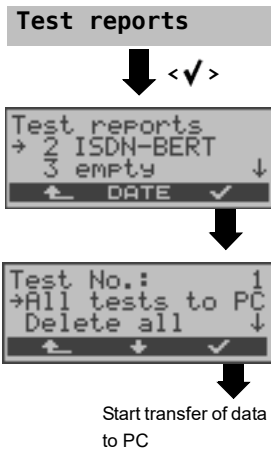 Test reports
<✓>
Test reports
→ 2 ISDN-BERT
3 empty ↓
DATE ✓
Test No.: 1
→All tests to PC
Delete all ↓
✓
Start transfer of data
to PC